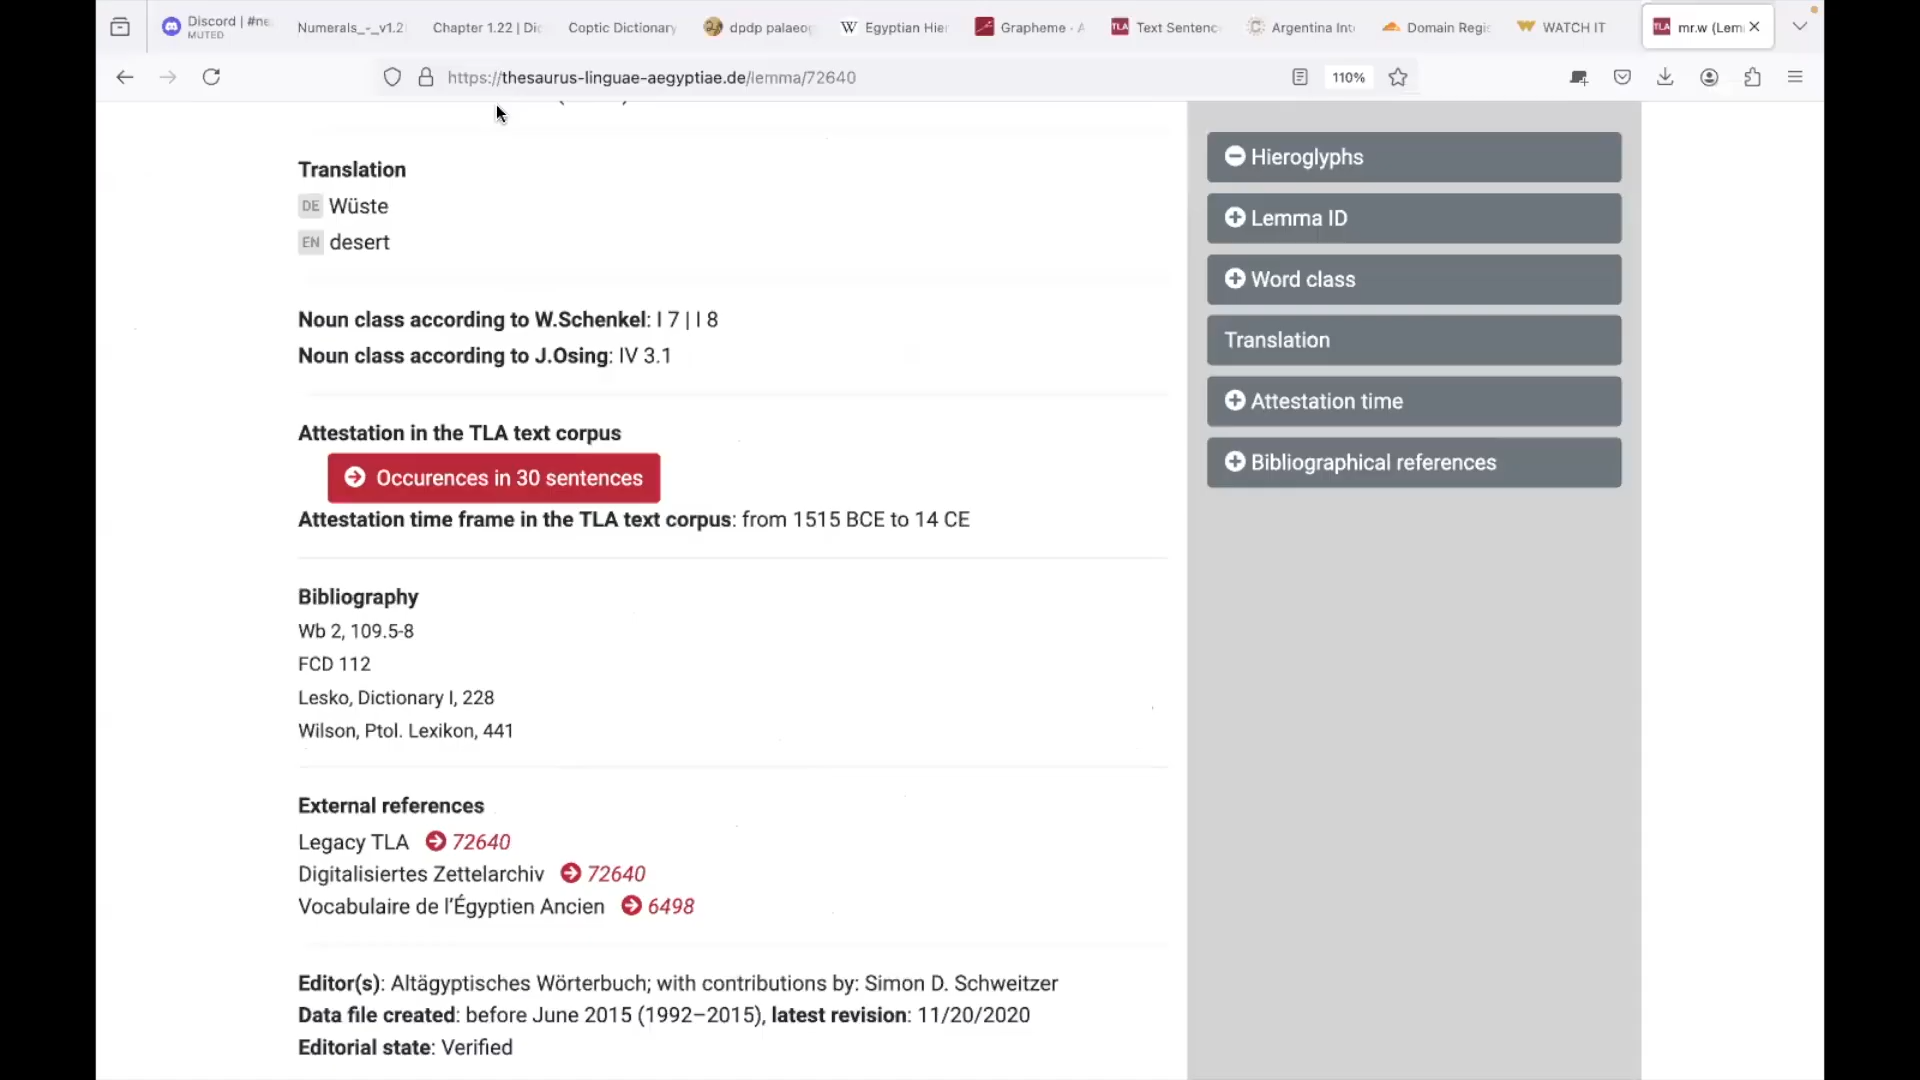 Discord | #ne
MUTED
Numerals_-_v1.2
Chapter 1.22 | Di
Coptic Dictionary
dpdp palaeo
Egyptian Hie
Grapheme - A
Text Sentenc
Argentina Int
Domain Regis
WATCH IT
mr.w (Lem
https://thesaurus-linguae-aegyptiae.de/lemma/72640
110%
Translation
DE Wüste
EN desert
Noun class according to W.Schenkel: I 7 | I 8
Noun class according to J.Osing: IV 3.1
Attestation in the TLA text corpus
Occurences in 30 sentences
Attestation time frame in the TLA text corpus: from 1515 BCE to 14 CE
Bibliography
Wb 2, 109.5-8
FCD 112
Lesko, Dictionary I, 228
Wilson, Ptol. Lexikon, 441
External references
Legacy TLA 72640
Digitalisiertes Zettelarchiv 72640
Vocabulaire de l'Égyptien Ancien 6498
Editor(s): Altägyptisches Wörterbuch; with contributions by: Simon D. Schweitzer
Data file created: before June 2015 (1992–2015), latest revision: 11/20/2020
Editorial state: Verified
Hieroglyphs
Lemma ID
Word class
Translation
Attestation time
Bibliographical references